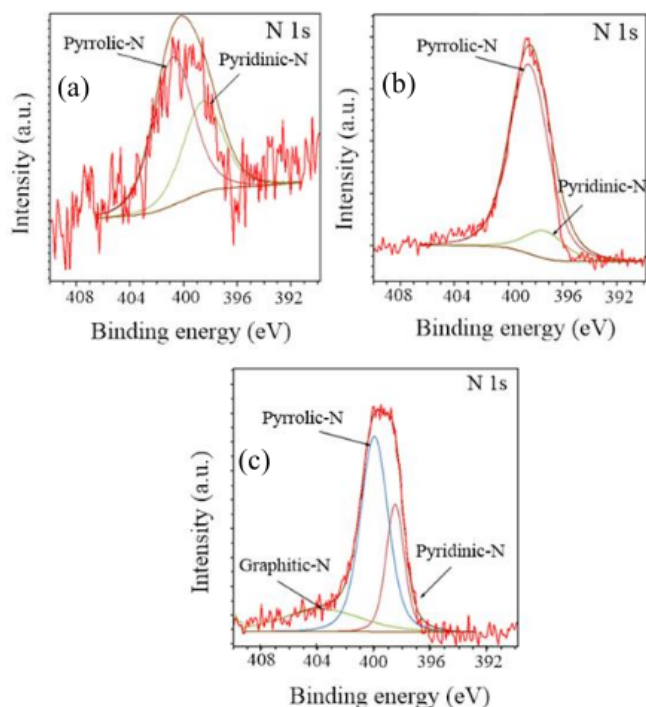 N 1s
Pyrrolic-N
(a)
Pyridinic-N
Intensity (a.u.)
408 404 400 396 392
Binding energy (eV)
N 1s
Pyrrolic-N
(b)
Pyridinic-N
Intensity (a.u.)
408 404 400 396 392
Binding energy (eV)
N 1s
Pyrrolic-N
(c)
Graphitic-N
Pyridinic-N
Intensity (a.u.)
408 404 400 396 392
Binding energy (eV)